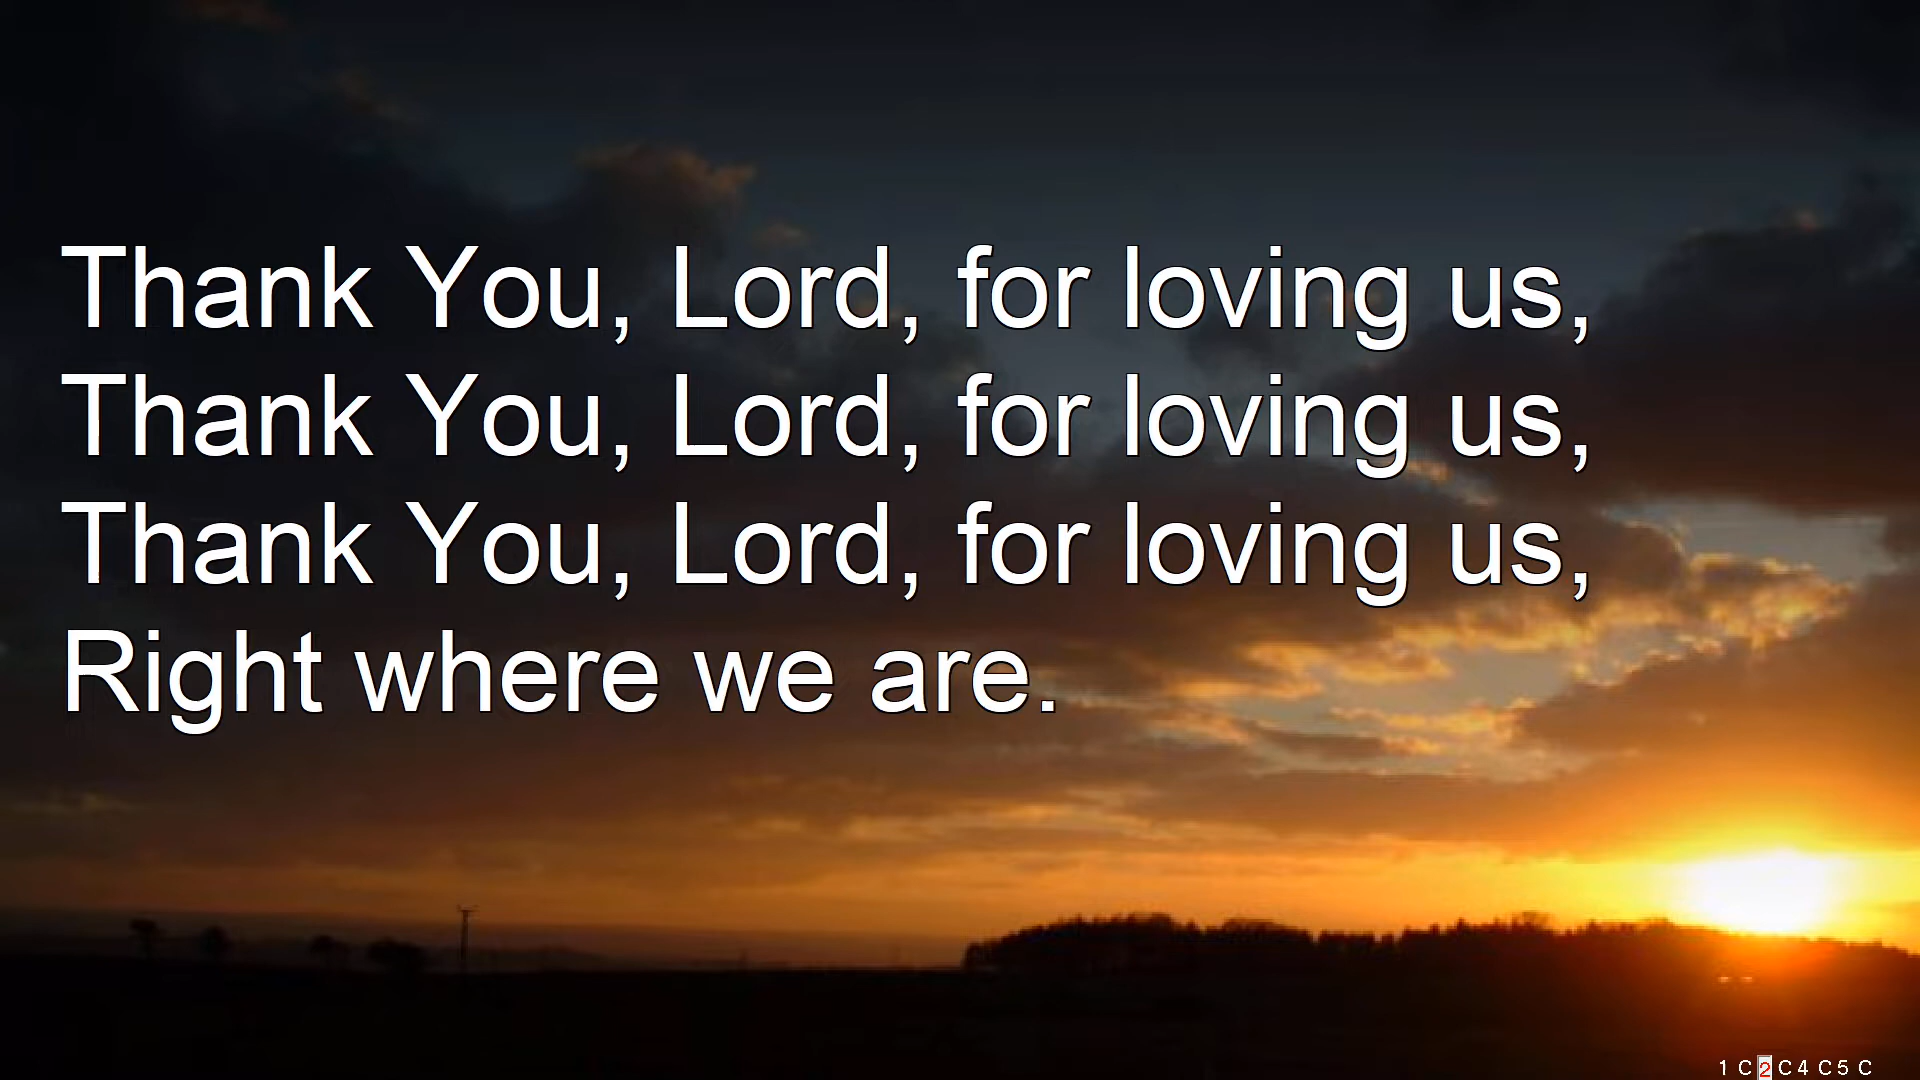 Thank You, Lord, for loving us,
Thank You, Lord, for loving us,
Thank You, Lord, for loving us,
Right where we are.
1 C 2 C 4 C 5 C